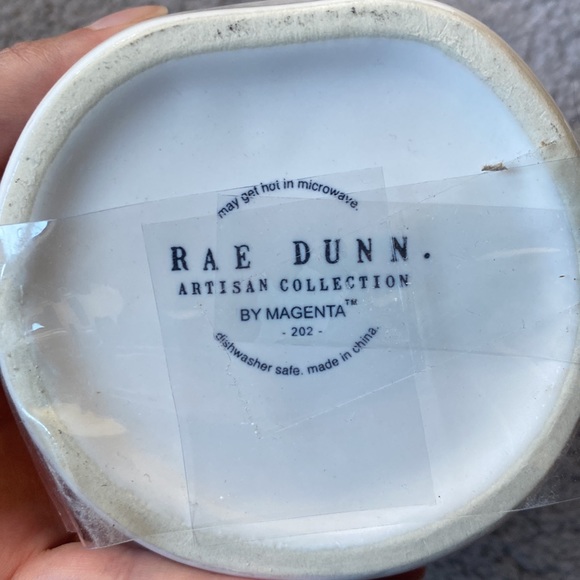 may get hot in microwave.
RAE DUNN.
ARTISAN COLLECTION
BY MAGENTA™
- 202 -
dishwasher safe. made in china.